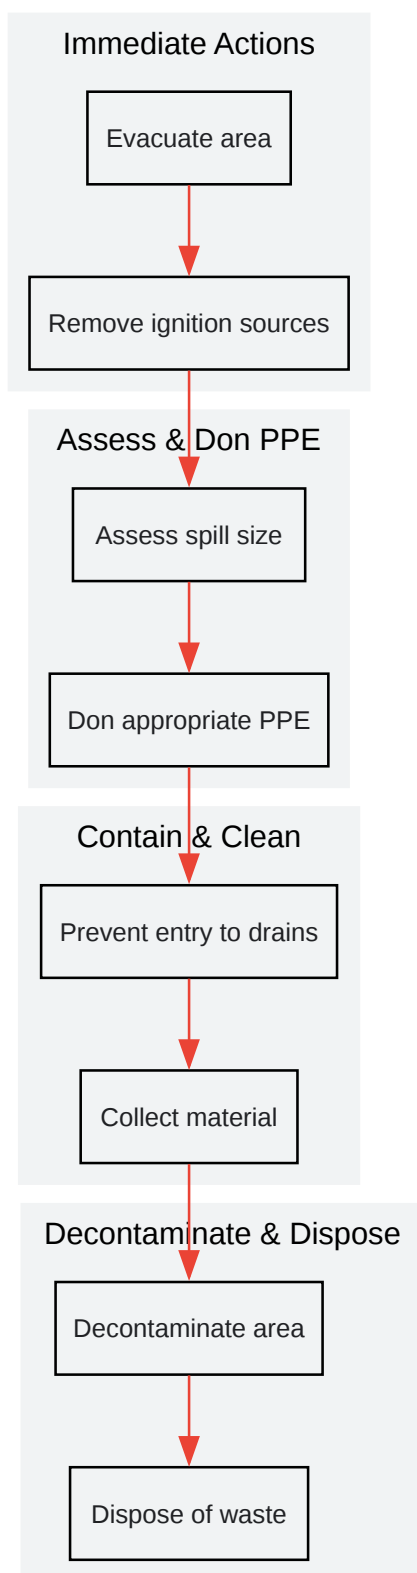 Immediate Actions
Evacuate area
Remove ignition sources
Assess & Don PPE
Assess spill size
Don appropriate PPE
Contain & Clean
Prevent entry to drains
Collect material
Decontaminate & Dispose
Decontaminate area
Dispose of waste